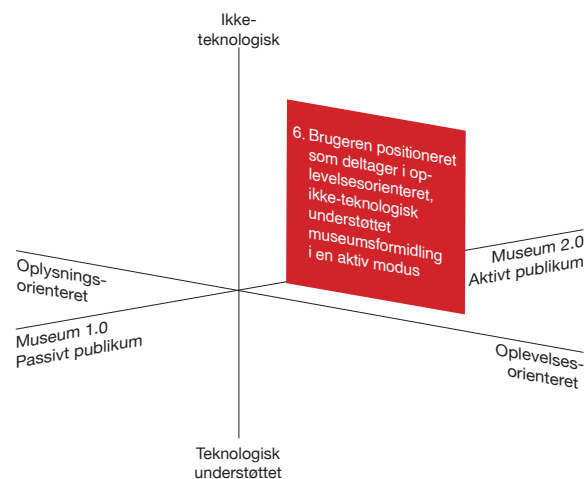 Ikke-
teknologisk
6. Brugeren positioneret
som deltager i op-
levelsesorienteret,
ikke-teknologisk
understøttet
museumsformidling
i en aktiv modus
Museum 2.0
Aktivt publikum
Oplysnings-
orienteret
Museum 1.0
Passivt publikum
Oplevelses-
orienteret
Teknologisk
understøttet